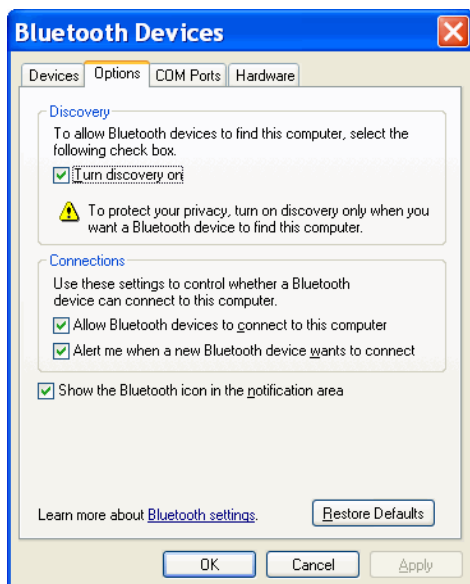 Bluetooth Devices
Devices Options COM Ports Hardware
Discovery
To allow Bluetooth devices to find this computer, select the
following check box.
Turn discovery on
To protect your privacy, turn on discovery only when you
want a Bluetooth device to find this computer.
Connections
Use these settings to control whether a Bluetooth
device can connect to this computer.
Allow Bluetooth devices to connect to this computer
Alert me when a new Bluetooth device wants to connect
Show the Bluetooth icon in the notification area
Learn more about Bluetooth settings. Restore Defaults
OK Cancel Apply